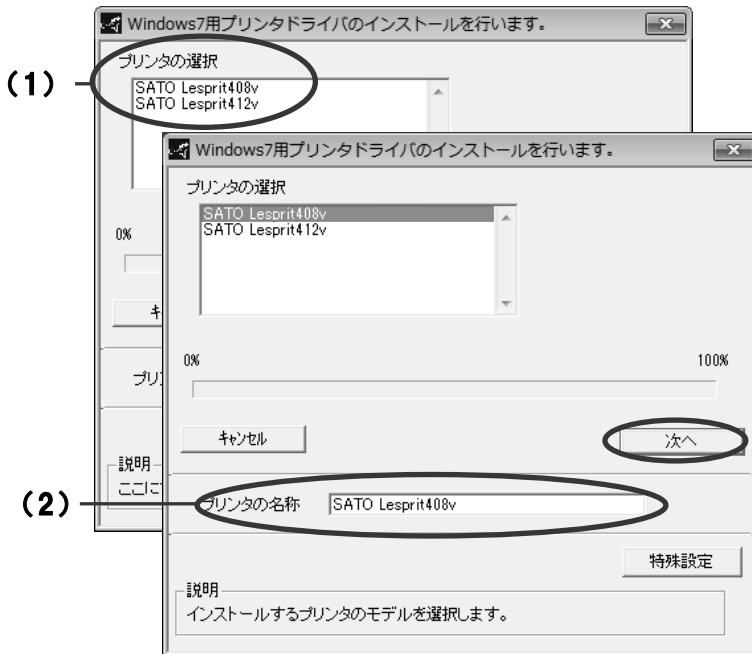 Windows7用プリンタドライバのインストールを行います。
プリンタの選択
(1)
SATO Lesprit408v
SATO Lesprit412v
0%
キ
プリ
説明
ここに
Windows7用プリンタドライバのインストールを行います。
プリンタの選択
SATO Lesprit408v
SATO Lesprit412v
0% 100%
キャンセル 次へ
(2) プリンタの名称 SATO Lesprit408v
特殊設定
説明
インストールするプリンタのモデルを選択します。